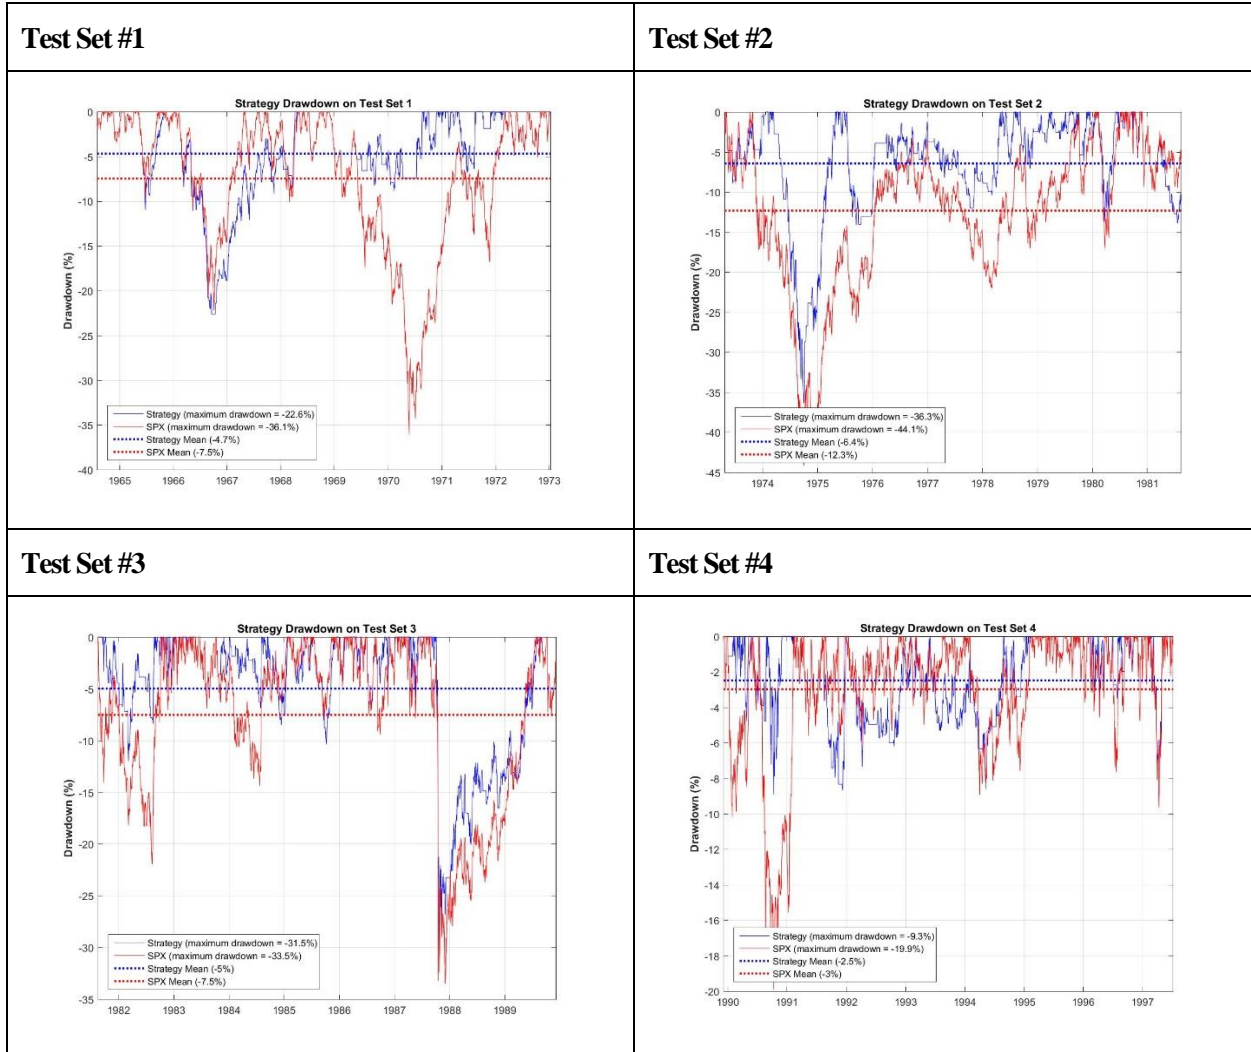 Test Set #1
Test Set #2
Strategy Drawdown on Test Set 1
0
-5
-10
-15
-20
-25
-30
-35
-40
Drawdown (%)
Strategy (maximum drawdown = -22.6%)
SPX (maximum drawdown = -36.1%)
Strategy Mean (-4.7%)
SPX Mean (-7.5%)
1965 1966 1967 1968 1969 1970 1971 1972 1973
Strategy Drawdown on Test Set 2
0
-5
-10
-15
-20
-25
-30
-35
-40
-45
Drawdown (%)
Strategy (maximum drawdown = -36.3%)
SPX (maximum drawdown = -44.1%)
Strategy Mean (-6.4%)
SPX Mean (-12.3%)
1974 1975 1976 1977 1978 1979 1980 1981
Test Set #3
Test Set #4
Strategy Drawdown on Test Set 3
0
-5
-10
-15
-20
-25
-30
-35
Drawdown (%)
Strategy (maximum drawdown = -31.5%)
SPX (maximum drawdown = -33.5%)
Strategy Mean (-5%)
SPX Mean (-7.5%)
1982 1983 1984 1985 1986 1987 1988 1989
Strategy Drawdown on Test Set 4
0
-2
-4
-6
-8
-10
-12
-14
-16
-18
-20
Drawdown (%)
Strategy (maximum drawdown = -9.3%)
SPX (maximum drawdown = -19.9%)
Strategy Mean (-2.5%)
SPX Mean (-3%)
1990 1991 1992 1993 1994 1995 1996 1997